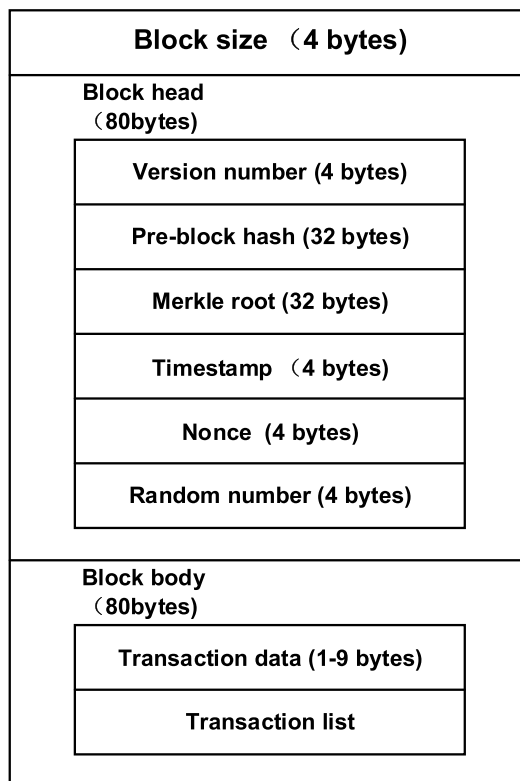 Block size （4 bytes)
Block head
（80bytes)
Version number (4 bytes)
Pre-block hash (32 bytes)
Merkle root (32 bytes)
Timestamp （4 bytes)
Nonce (4 bytes)
Random number (4 bytes)
Block body
（80bytes)
Transaction data (1-9 bytes)
Transaction list